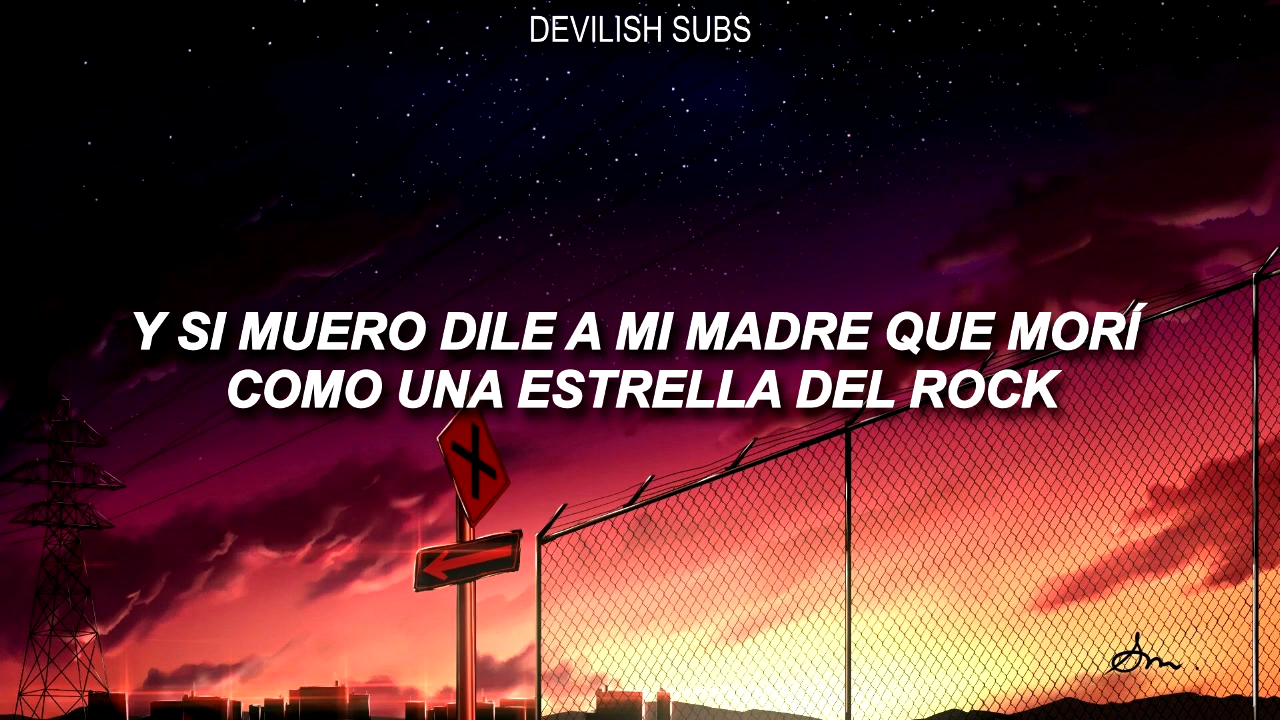 DEVILISH SUBS
Y SI MUERO DILE A MI MADRE QUE MORÍ
COMO UNA ESTRELLA DEL ROCK